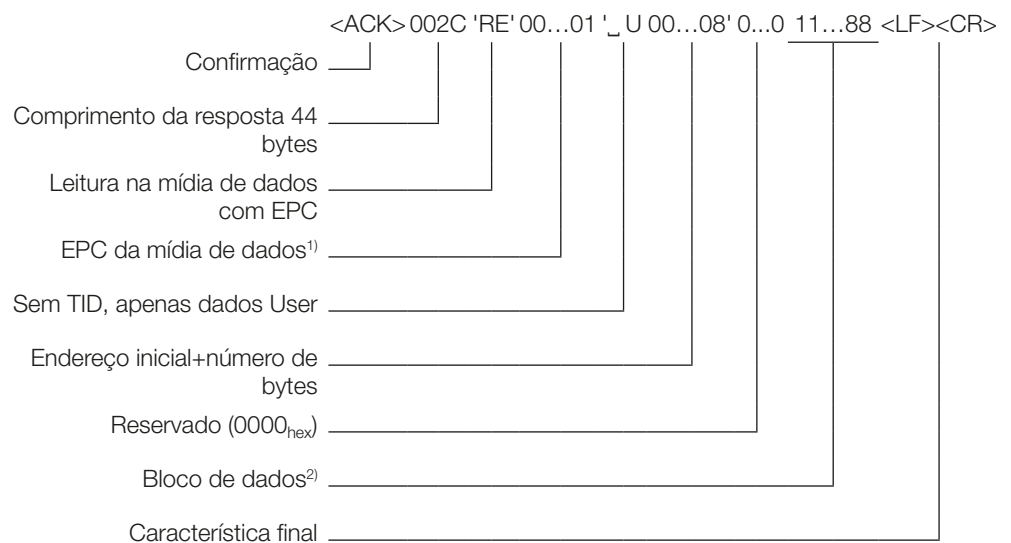 <ACK> 002C 'RE' 00…01 '␣ U 00…08' 0...0 11…88 <LF><CR>
Confirmação
Comprimento da resposta 44
bytes
Leitura na mídia de dados
com EPC
EPC da mídia de dados1)
Sem TID, apenas dados User
Endereço inicial+número de
bytes
Reservado (0000hex)
Bloco de dados2)
Característica final